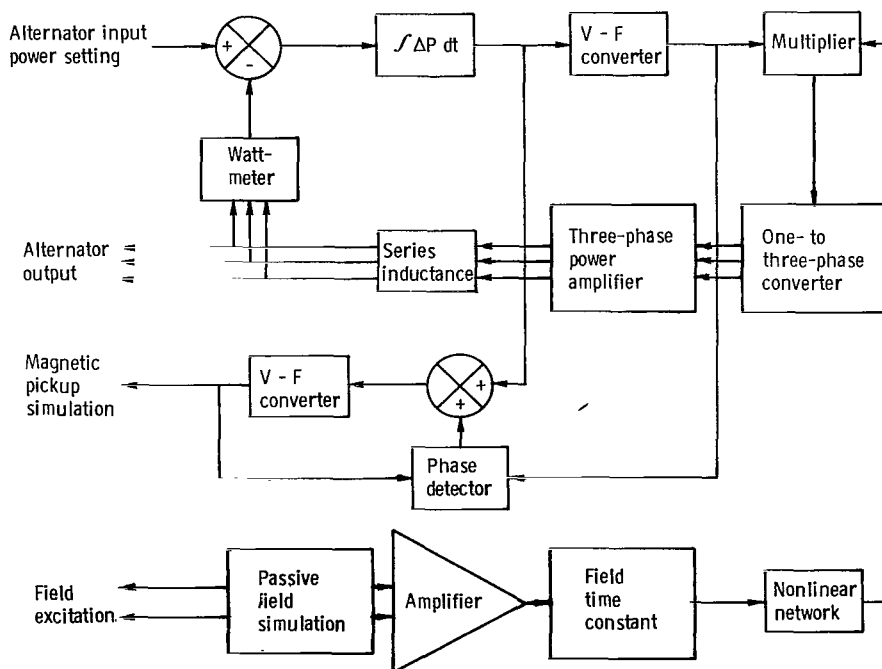 Alternator input
power setting
+
-
∫ ΔP dt
V - F
converter
Multiplier
Watt-
meter
Alternator
output
Series
inductance
Three-phase
power
amplifier
One- to
three-phase
converter
Magnetic
pickup
simulation
V - F
converter
+
+
Phase
detector
Field
excitation.
Passive
field
simulation
Amplifier
Field
time
constant
Nonlinear
network